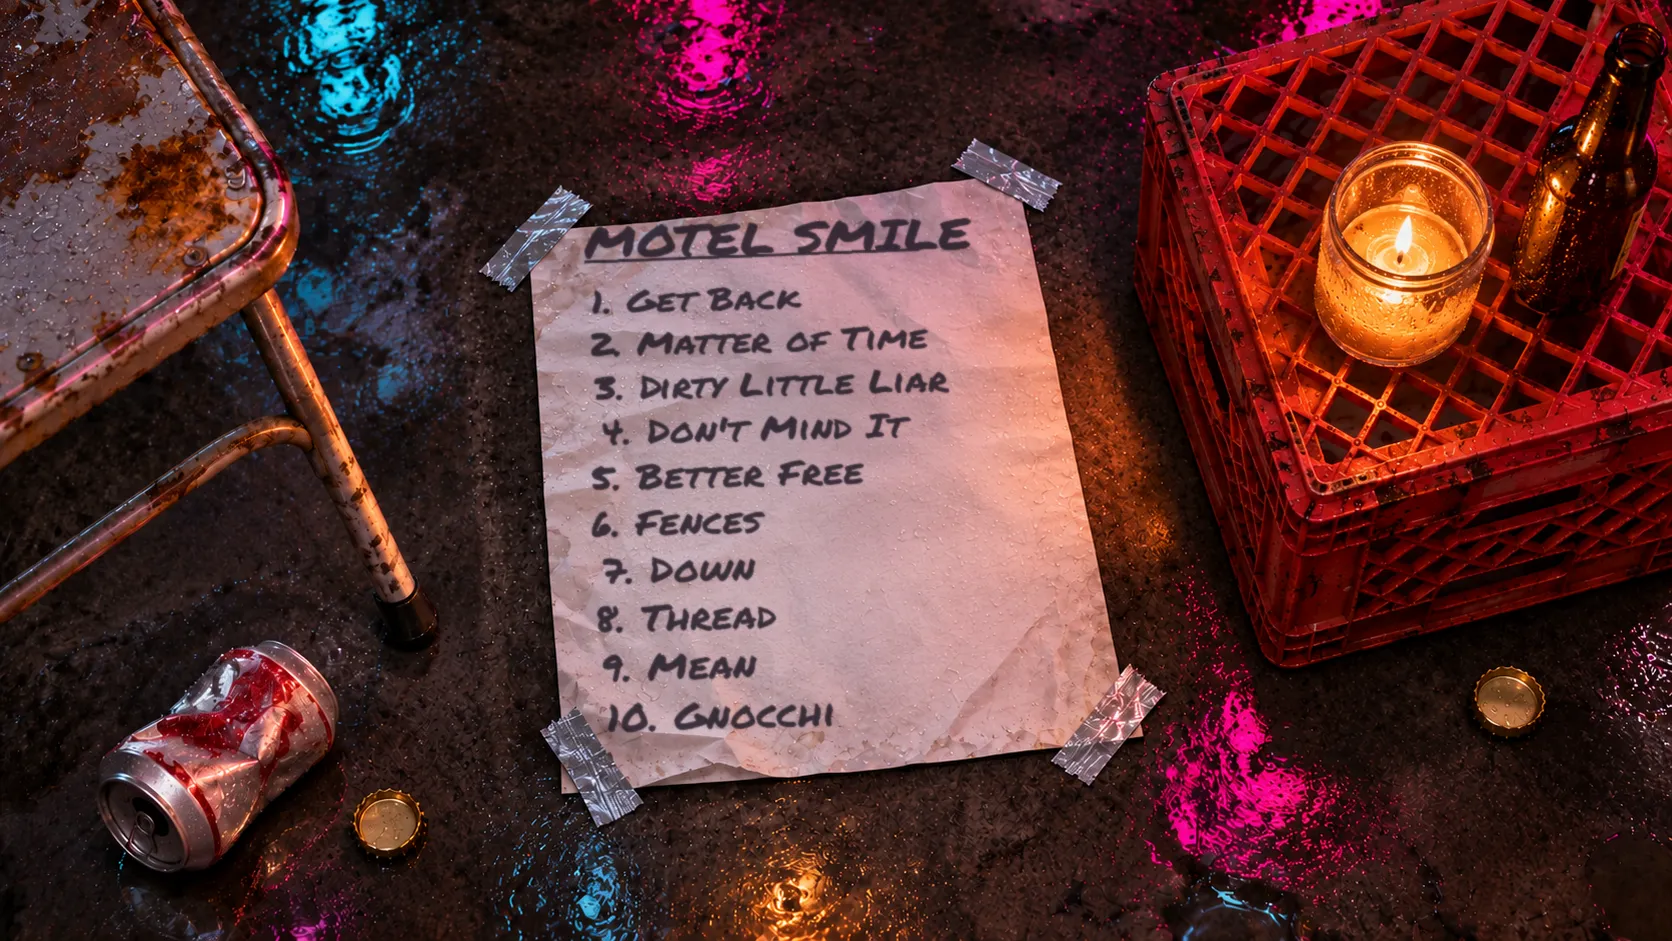 MOTEL SMILE
1. GET BACK
2. MATTER OF TIME
3. DIRTY LITTLE LIAR
4. DON'T MIND IT
5. BETTER FREE
6. FENCES
7. DOWN
8. THREAD
9. MEAN
10. GNOCCHI